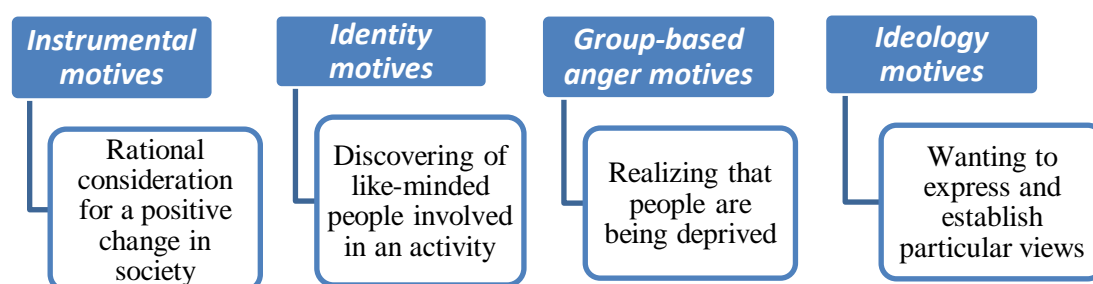 Instrumental
motives
Rational
consideration
for a positive
change in
society
Identity
motives
Discovering of
like-minded
people involved
in an activity
Group-based
anger motives
Realizing that
people are
being deprived
Ideology
motives
Wanting to
express and
establish
particular views